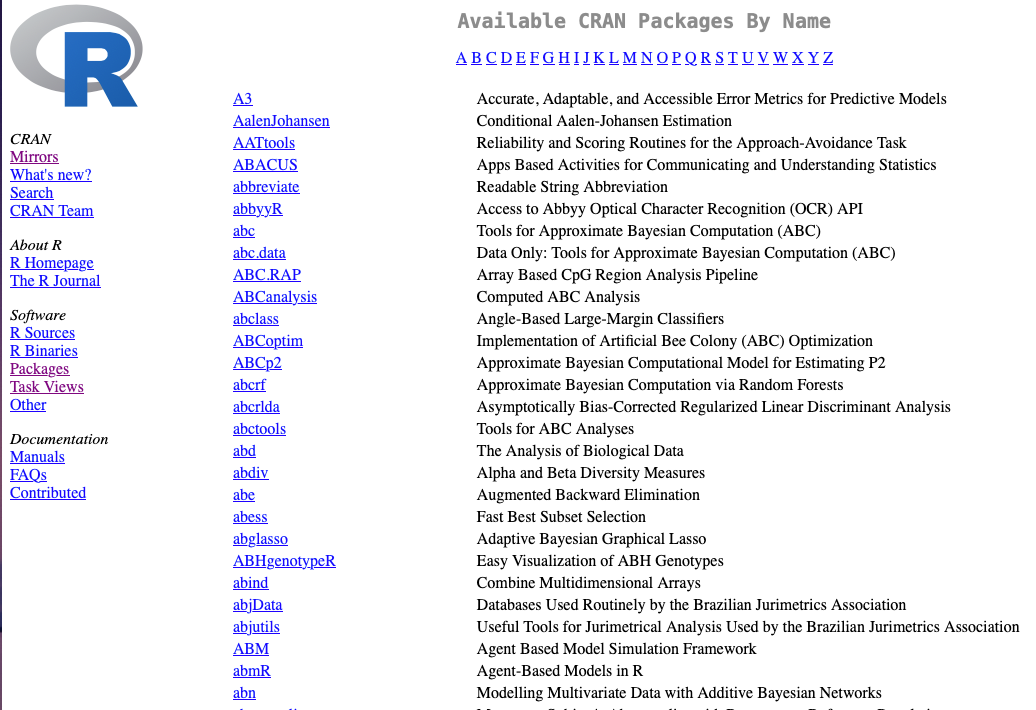 R
CRAN
Mirrors
What's new?
Search
CRAN Team
About R
R Homepage
The R Journal
Software
R Sources
R Binaries
Packages
Task Views
Other
Documentation
Manuals
FAQs
Contributed
Available CRAN Packages By Name
A B C D E F G H I J K L M N O P Q R S T U V W X Y Z
A3 Accurate, Adaptable, and Accessible Error Metrics for Predictive Models
AalenJohansen Conditional Aalen-Johansen Estimation
AATtools Reliability and Scoring Routines for the Approach-Avoidance Task
ABACUS Apps Based Activities for Communicating and Understanding Statistics
abbreviate Readable String Abbreviation
abbyyR Access to Abbyy Optical Character Recognition (OCR) API
abc Tools for Approximate Bayesian Computation (ABC)
abc.data Data Only: Tools for Approximate Bayesian Computation (ABC)
ABC.RAP Array Based CpG Region Analysis Pipeline
ABCanalysis Computed ABC Analysis
abclass Angle-Based Large-Margin Classifiers
ABCoptim Implementation of Artificial Bee Colony (ABC) Optimization
ABCp2 Approximate Bayesian Computational Model for Estimating P2
abcrf Approximate Bayesian Computation via Random Forests
abcrlda Asymptotically Bias-Corrected Regularized Linear Discriminant Analysis
abctools Tools for ABC Analyses
abd The Analysis of Biological Data
abdiv Alpha and Beta Diversity Measures
abe Augmented Backward Elimination
abess Fast Best Subset Selection
abglasso Adaptive Bayesian Graphical Lasso
ABHgenotypeR Easy Visualization of ABH Genotypes
abind Combine Multidimensional Arrays
abjData Databases Used Routinely by the Brazilian Jurimetrics Association
abjutils Useful Tools for Jurimetrical Analysis Used by the Brazilian Jurimetrics Association
ABM Agent Based Model Simulation Framework
abmR Agent-Based Models in R
abn Modelling Multivariate Data with Additive Bayesian Networks